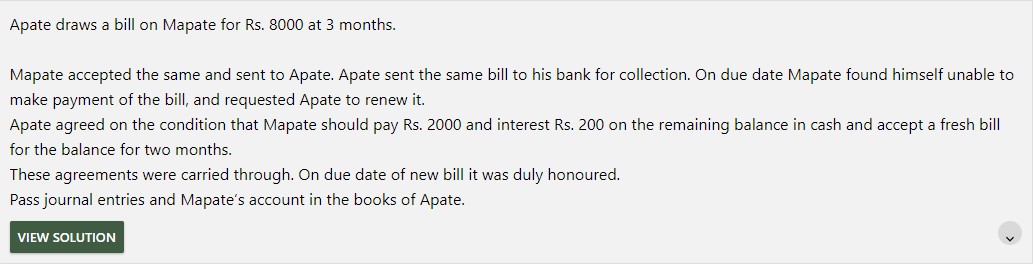 Apate draws a bill on Mapate for Rs. 8000 at 3 months.
Mapate accepted the same and sent to Apate. Apate sent the same bill to his bank for collection. On due date Mapate found himself unable to
make payment of the bill, and requested Apate to renew it.
Apate agreed on the condition that Mapate should pay Rs. 2000 and interest Rs. 200 on the remaining balance in cash and accept a fresh bill
for the balance for two months.
These agreements were carried through. On due date of new bill it was duly honoured.
Pass journal entries and Mapate's account in the books of Apate.
VIEW SOLUTION